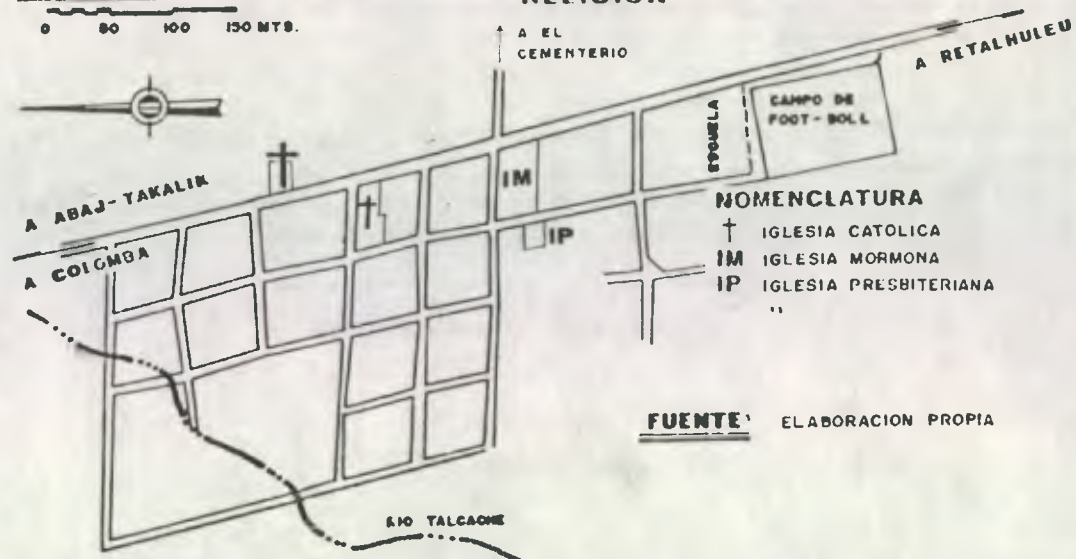 RELIGION
0 50 100 150 MTS.
A EL
CEMENTERIO
A RETALHULEU
CAMPO DE
FOOT-BOLL
ESCUELA
IM
A ABAJ-TAKALIK
A COLOMBA
IP
NOMENCLATURA
† IGLESIA CATOLICA
IM IGLESIA MORMONA
IP IGLESIA PRESBITERIANA
"
FUENTE: ELABORACION PROPIA
RIO TALCACHE